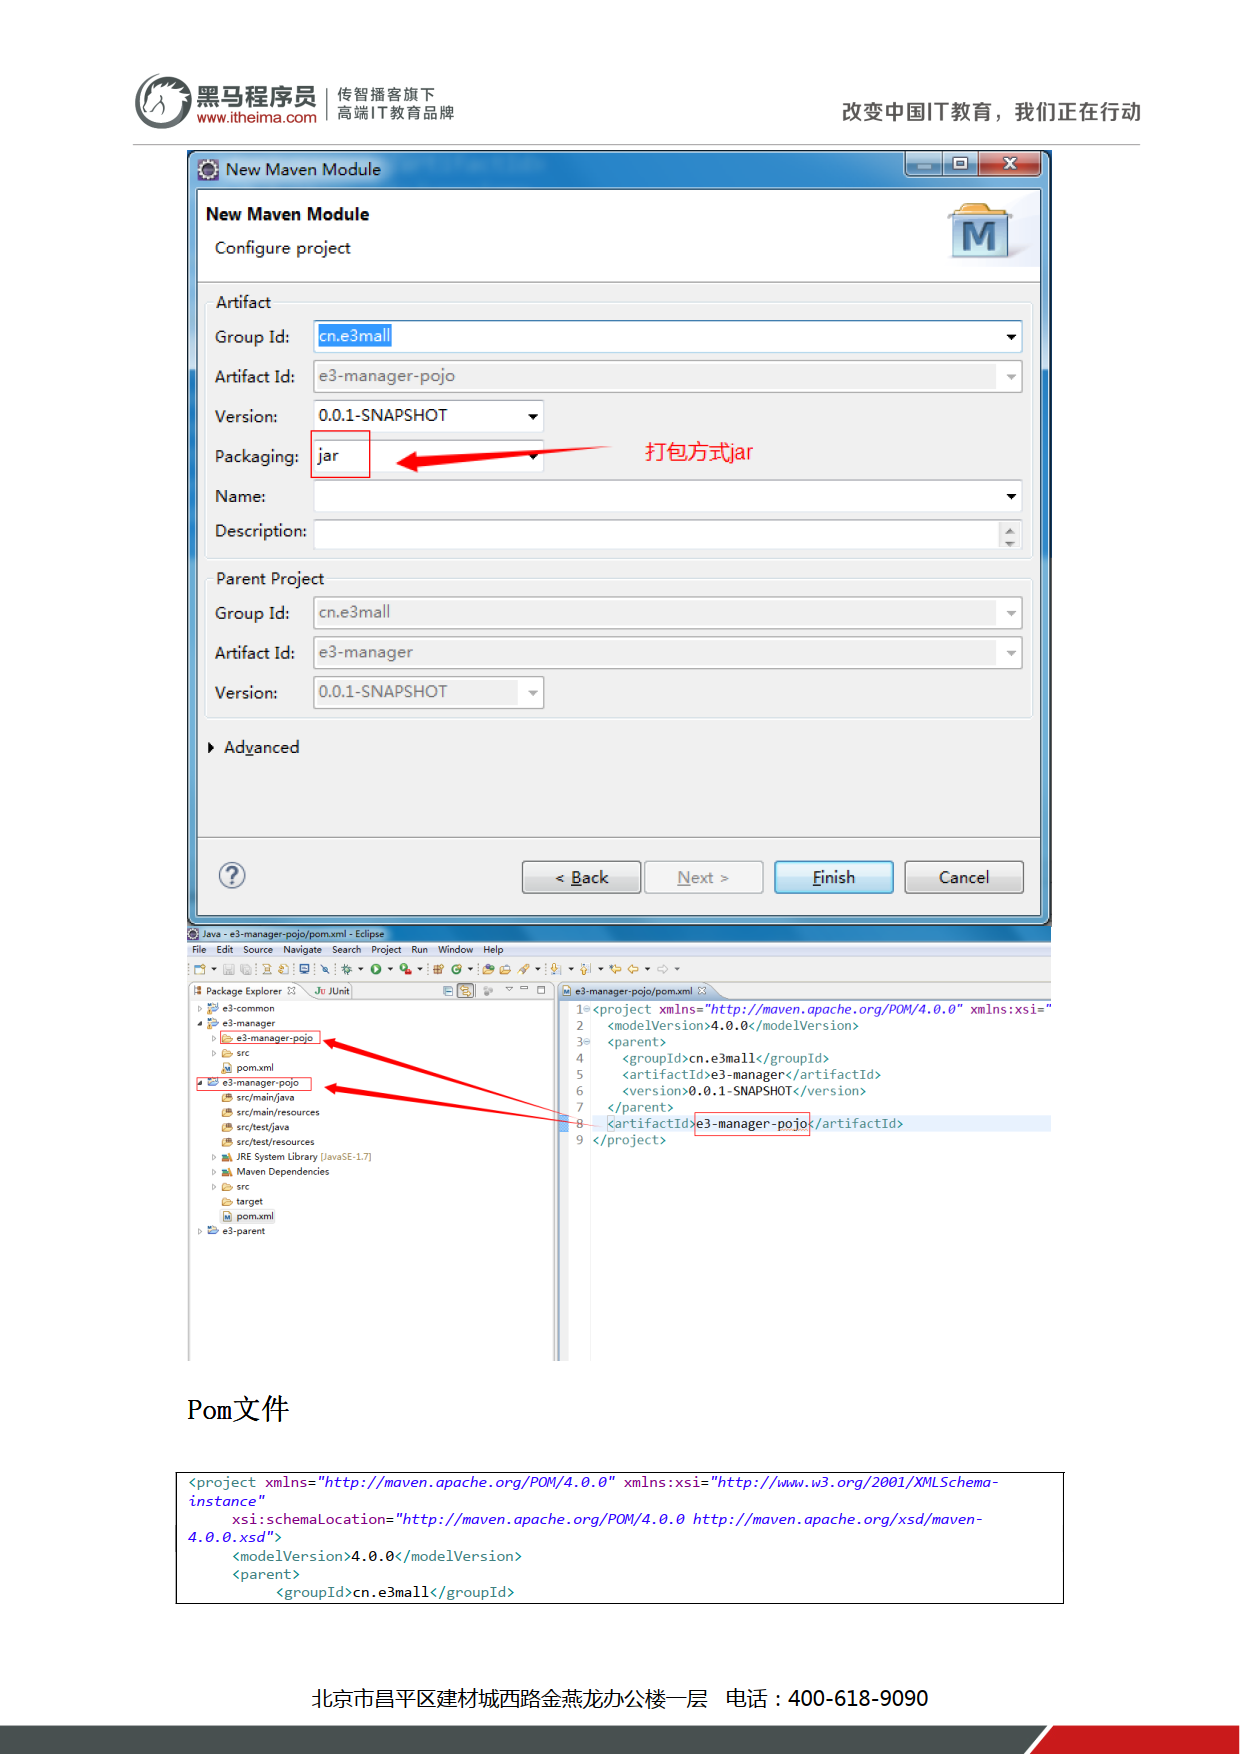 黑马程序员
www.itheima.com
传智播客旗下
高端IT教育品牌
改变中国IT教育，我们正在行动
New Maven Module
New Maven Module
Configure project
M
Artifact
Group Id: cn.e3mall
Artifact Id: e3-manager-pojo
Version: 0.0.1-SNAPSHOT
Packaging: jar
打包方式jar
Name:
Description:
Parent Project
Group Id: cn.e3mall
Artifact Id: e3-manager
Version: 0.0.1-SNAPSHOT
Advanced
< Back Next > Finish Cancel
Java - e3-manager-pojo/pom.xml - Eclipse
File Edit Source Navigate Search Project Run Window Help
Package Explorer JUnit
e3-common
e3-manager
e3-manager-pojo
src
pom.xml
e3-manager-pojo
src/main/java
src/main/resources
src/test/java
src/test/resources
JRE System Library [JavaSE-1.7]
Maven Dependencies
src
target
pom.xml
e3-parent
e3-manager-pojo/pom.xml
1 <project xmlns="http://maven.apache.org/POM/4.0.0" xmlns:xsi="
2 <modelVersion>4.0.0</modelVersion>
3 <parent>
4 <groupId>cn.e3mall</groupId>
5 <artifactId>e3-manager</artifactId>
6 <version>0.0.1-SNAPSHOT</version>
7 </parent>
8 <artifactId>e3-manager-pojo</artifactId>
9 </project>
Pom文件
<project xmlns="http://maven.apache.org/POM/4.0.0" xmlns:xsi="http://www.w3.org/2001/XMLSchema-
instance"
xsi:schemaLocation="http://maven.apache.org/POM/4.0.0 http://maven.apache.org/xsd/maven-
4.0.0.xsd">
<modelVersion>4.0.0</modelVersion>
<parent>
<groupId>cn.e3mall</groupId>
北京市昌平区建材城西路金燕龙办公楼一层 电话：400-618-9090